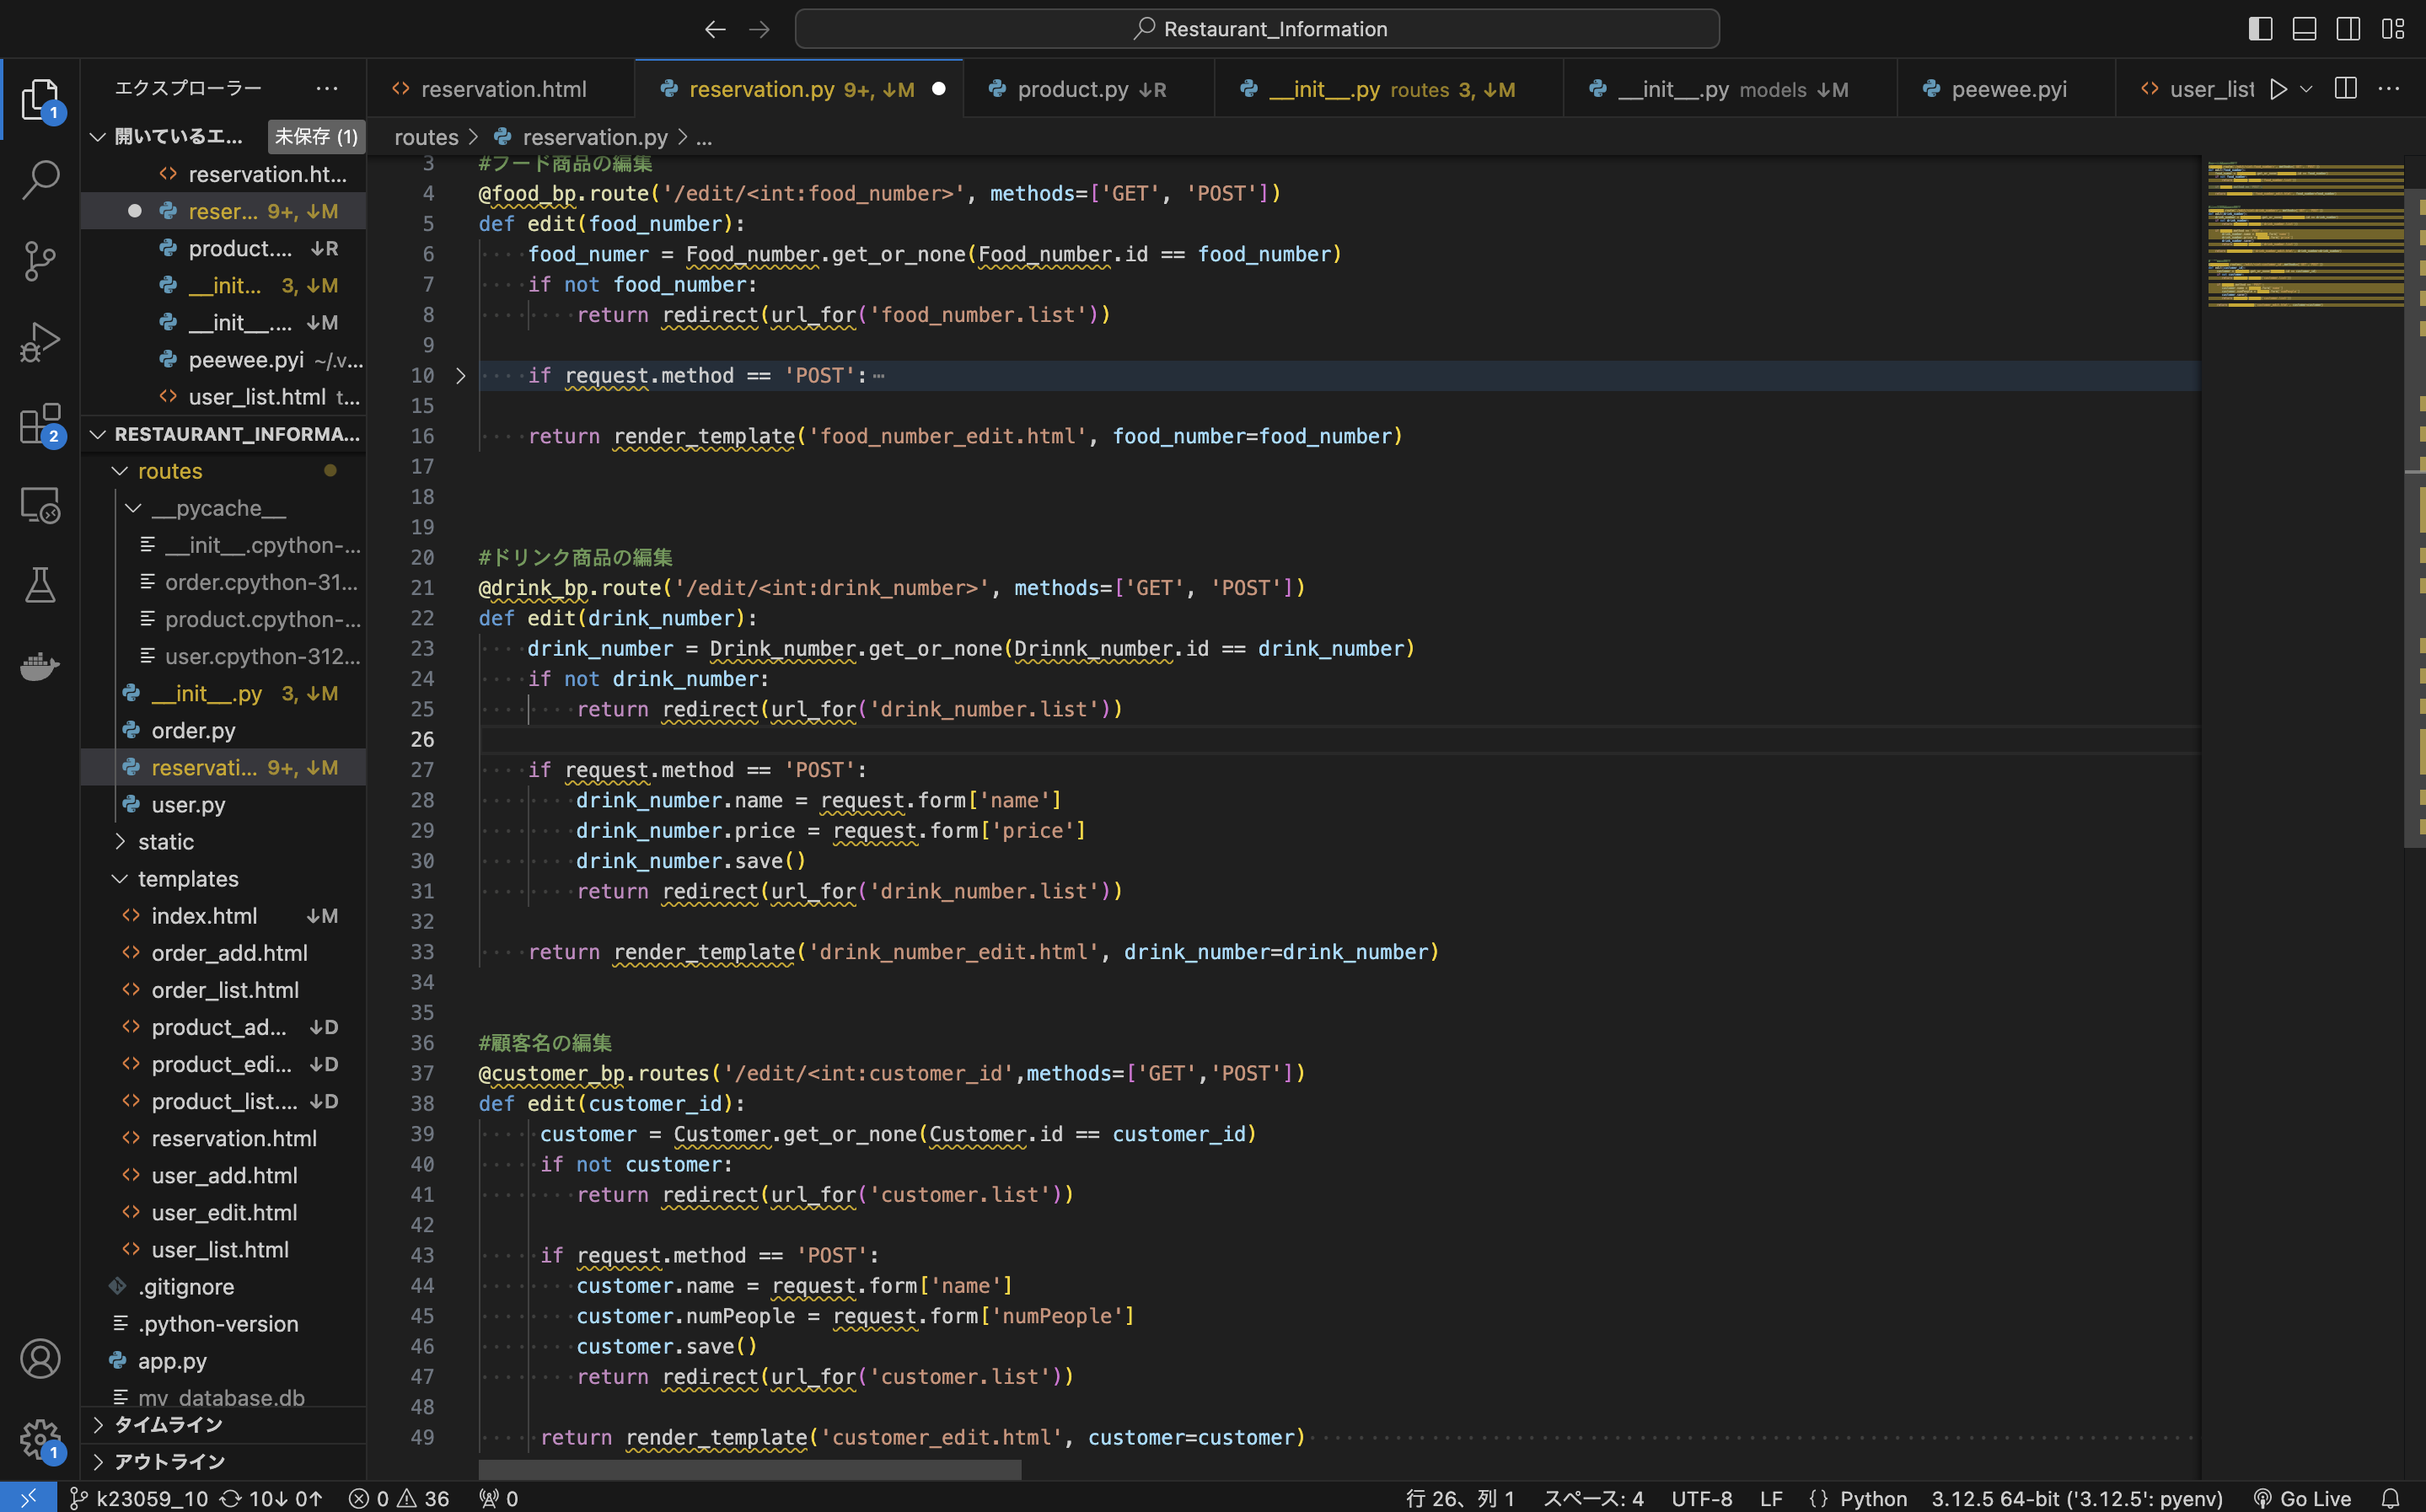 Restaurant_Information
エクスプローラー
開いているエ... 未保存 (1)
reservation.ht...
reser... 9+, ↓M
product.... ↓R
__init... 3, ↓M
__init__.... ↓M
peewee.pyi ~/.v...
user_list.html t...
RESTAURANT_INFORMA...
routes
__pycache__
__init__.cpython-...
order.cpython-31...
product.cpython-...
user.cpython-312...
__init__.py 3, ↓M
order.py
reservati... 9+, ↓M
user.py
static
templates
index.html ↓M
order_add.html
order_list.html
product_ad... ↓D
product_edi... ↓D
product_list.... ↓D
reservation.html
user_add.html
user_edit.html
user_list.html
.gitignore
.python-version
app.py
my_database.db
タイムライン
アウトライン
1
2
1
reservation.html
reservation.py 9+, ↓M
product.py ↓R
__init__.py routes 3, ↓M
__init__.py models ↓M
peewee.pyi
user_list
routes > reservation.py > ...
3 #フード商品の編集
4 @food_bp.route('/edit/<int:food_number>', methods=['GET', 'POST'])
5 def edit(food_number):
6 food_numer = Food_number.get_or_none(Food_number.id == food_number)
7 if not food_number:
8 return redirect(url_for('food_number.list'))
9
10 if request.method == 'POST':⋯
15
16 return render_template('food_number_edit.html', food_number=food_number)
17
18
19
20 #ドリンク商品の編集
21 @drink_bp.route('/edit/<int:drink_number>', methods=['GET', 'POST'])
22 def edit(drink_number):
23 drink_number = Drink_number.get_or_none(Drinnk_number.id == drink_number)
24 if not drink_number:
25 return redirect(url_for('drink_number.list'))
26
27 if request.method == 'POST':
28 drink_number.name = request.form['name']
29 drink_number.price = request.form['price']
30 drink_number.save()
31 return redirect(url_for('drink_number.list'))
32
33 return render_template('drink_number_edit.html', drink_number=drink_number)
34
35
36 #顧客名の編集
37 @customer_bp.routes('/edit/<int:customer_id',methods=['GET','POST'])
38 def edit(customer_id):
39 customer = Customer.get_or_none(Customer.id == customer_id)
40 if not customer:
41 return redirect(url_for('customer.list'))
42
43 if request.method == 'POST':
44 customer.name = request.form['name']
45 customer.numPeople = request.form['numPeople']
46 customer.save()
47 return redirect(url_for('customer.list'))
48
49 return render_template('customer_edit.html', customer=customer)
k23059_10 10↓ 0↑ 0 36 0
行 26、列 1 スペース: 4 UTF-8 LF {} Python 3.12.5 64-bit ('3.12.5': pyenv) Go Live